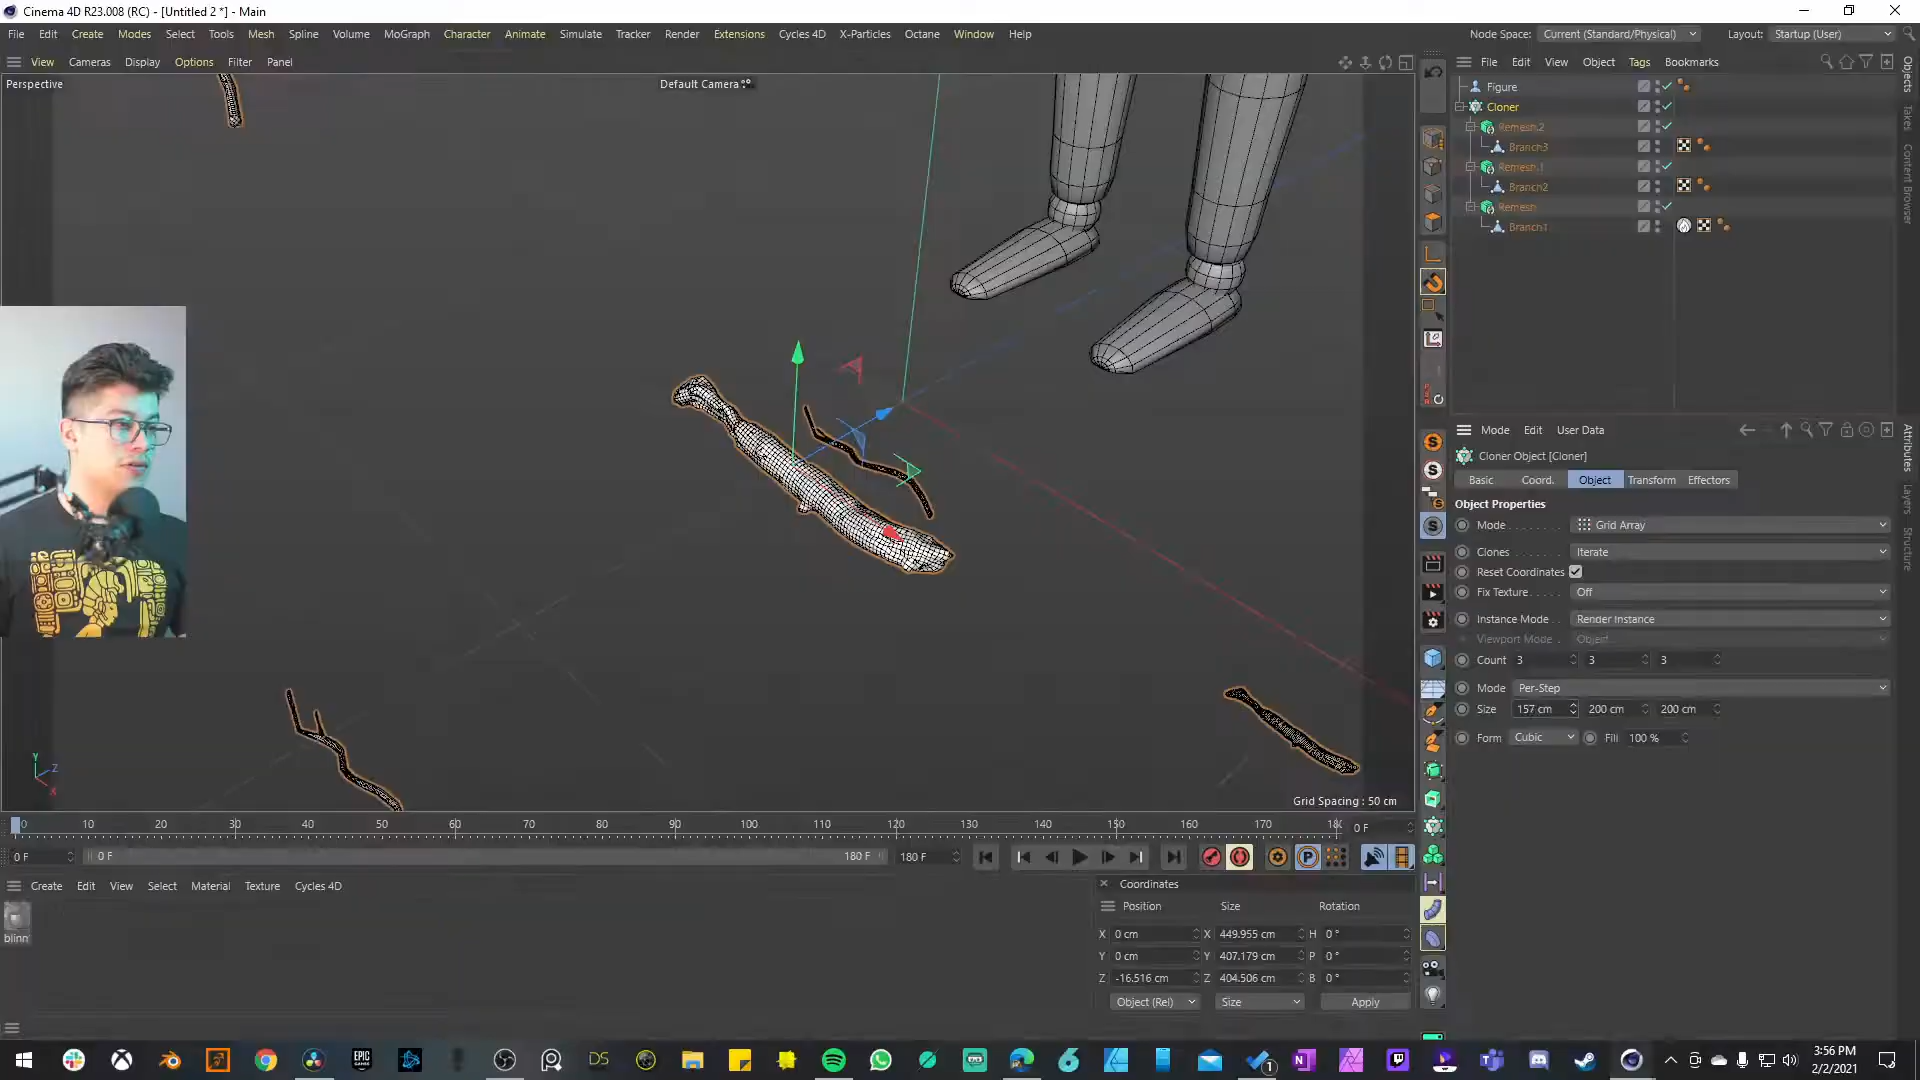 Cinema 4D R23.008 (RC) - [Untitled 2 *] - Main
File Edit Create Modes Select Tools Mesh Spline Volume MoGraph Character Animate Simulate Tracker Render Extensions Cycles 4D X-Particles Octane Window Help
Node Space: Current (Standard/Physical) Layout: Startup (User)
View Cameras Display Options Filter Panel
File Edit View Object Tags Bookmarks
Perspective
Default Camera
Figure
Cloner
Remesh.2
Branch3
Remesh.1
Branch2
Remesh
Branch1
Objects
Takes
Content Browser
Mode Edit User Data
Cloner Object [Cloner]
Basic Coord. Object Transform Effectors
Object Properties
Mode Grid Array
Clones Iterate
Reset Coordinates
Fix Texture Off
Instance Mode Render Instance
Viewport Mode Object
Count 3 3 3
Mode Per-Step
Size 157 cm 200 cm 200 cm
Form Cubic Fill 100 %
Attributes
Layers
Structure
Y
Z
X
Grid Spacing : 50 cm
0 10 20 30 40 50 60 70 80 90 100 110 120 130 140 150 160 170 0 F
0 F 0 F 180 F 180 F
Create Edit View Select Material Texture Cycles 4D
blinn
Coordinates
Position Size Rotation
X 0 cm X 449.955 cm H 0 °
Y 0 cm Y 407.179 cm P 0 °
Z -16.516 cm Z 404.506 cm B 0 °
Object (Rel) Size Apply
3:56 PM
2/2/2021